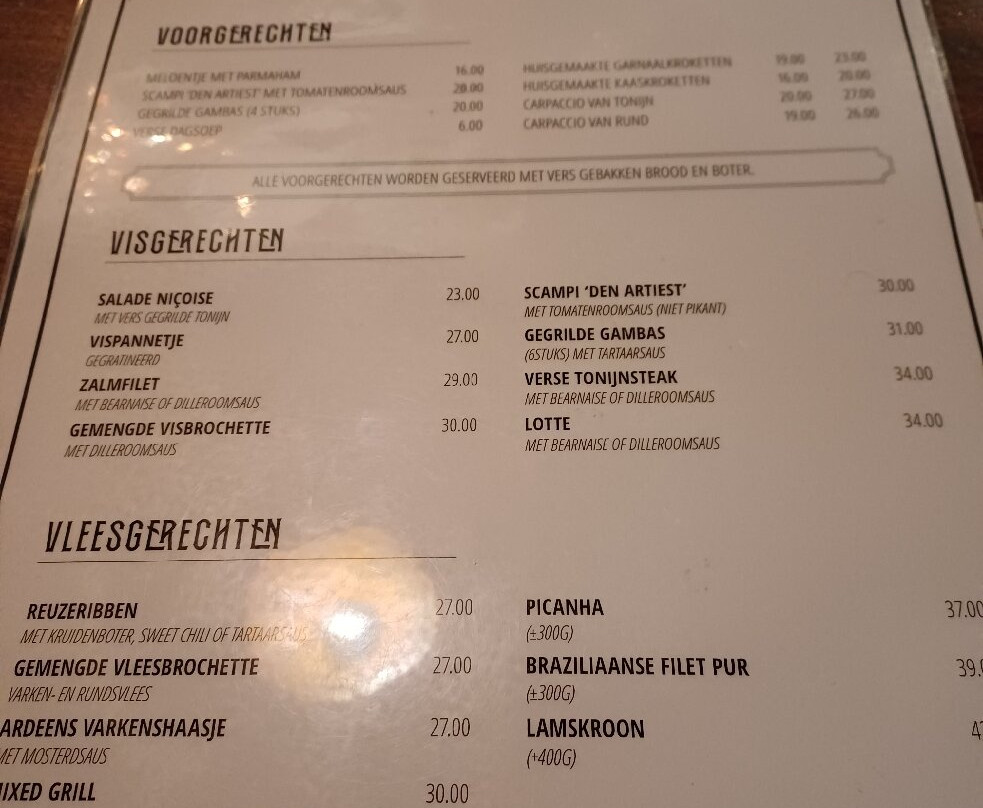 VOORGERECHTEN
MELOENTJE MET PARMAHAM 16.00
SCAMPI 'DEN ARTIEST' MET TOMATENROOMSAUS 20.00
GEGRILDE GAMBAS (4 STUKS) 20.00
VERSE DAGSOEP 6.00
HUISGEMAAKTE GARNAALKROKETTEN 19.00 23.00
HUISGEMAAKTE KAASKROKETTEN 16.00 20.00
CARPACCIO VAN TONIJN 20.00 27.00
CARPACCIO VAN RUND 19.00 26.00
ALLE VOORGERECHTEN WORDEN GESERVEERD MET VERS GEBAKKEN BROOD EN BOTER.
VISGERECHTEN
SALADE NIÇOISE 23.00
MET VERS GEGRILDE TONIJN
VISPANNETJE 27.00
GEGRATINEERD
ZALMFILET 29.00
MET BEARNAISE OF DILLEROOMSAUS
GEMENGDE VISBROCHETTE 30.00
MET DILLEROOMSAUS
SCAMPI 'DEN ARTIEST' 30.00
MET TOMATENROOMSAUS (NIET PIKANT)
GEGRILDE GAMBAS 31.00
(6STUKS) MET TARTAARSAUS
VERSE TONIJNSTEAK 34.00
MET BEARNAISE OF DILLEROOMSAUS
LOTTE 34.00
MET BEARNAISE OF DILLEROOMSAUS
VLEESGERECHTEN
REUZERIBBEN 27.00
MET KRUIDENBOTER, SWEET CHILI OF TARTAARSAUS
GEMENGDE VLEESBROCHETTE 27.00
VARKEN- EN RUNDSVLEES
ARDEENS VARKENSHAASJE 27.00
MET MOSTERDSAUS
MIXED GRILL 30.00
PICANHA 37.00
(±300G)
BRAZILIAANSE FILET PUR 39.
(±300G)
LAMSKROON
(+400G)